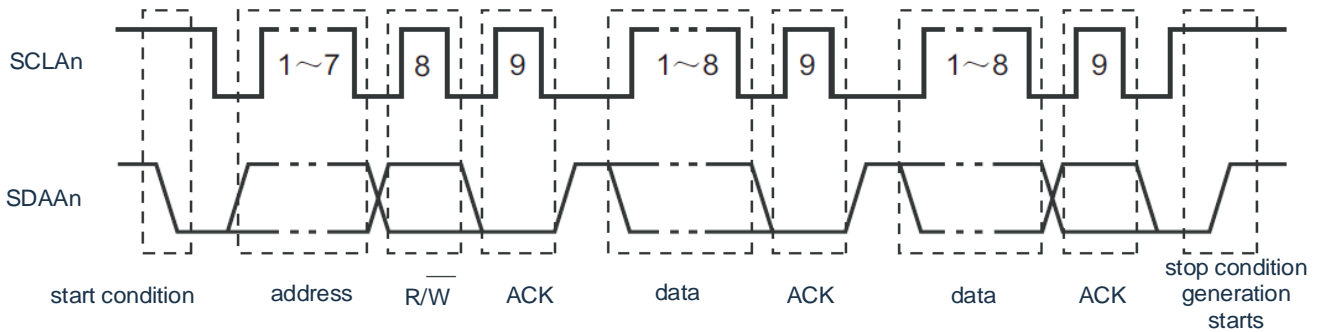 SCLAn
1～7
8
9
1～8
9
1～8
9
SDAAn
start condition
address
R/W̅
ACK
data
ACK
data
ACK
stop condition
generation
starts